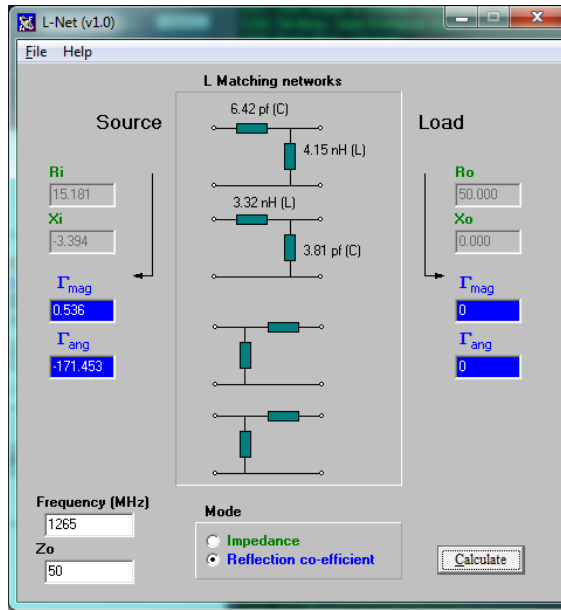 L-Net (v1.0)
File Help
L Matching networks
Source
Load
6.42 pf (C)
4.15 nH (L)
3.32 nH (L)
3.81 pf (C)
Ri
15.181
Xi
-3.394
Γmag
0.536
Γang
-171.453
Ro
50.000
Xo
0.000
Γmag
0
Γang
0
Frequency (MHz)
1265
Zo
50
Mode
Impedance
Reflection co-efficient
Calculate